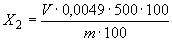 X₂ = V · 0,0049 · 500 · 100
m · 100